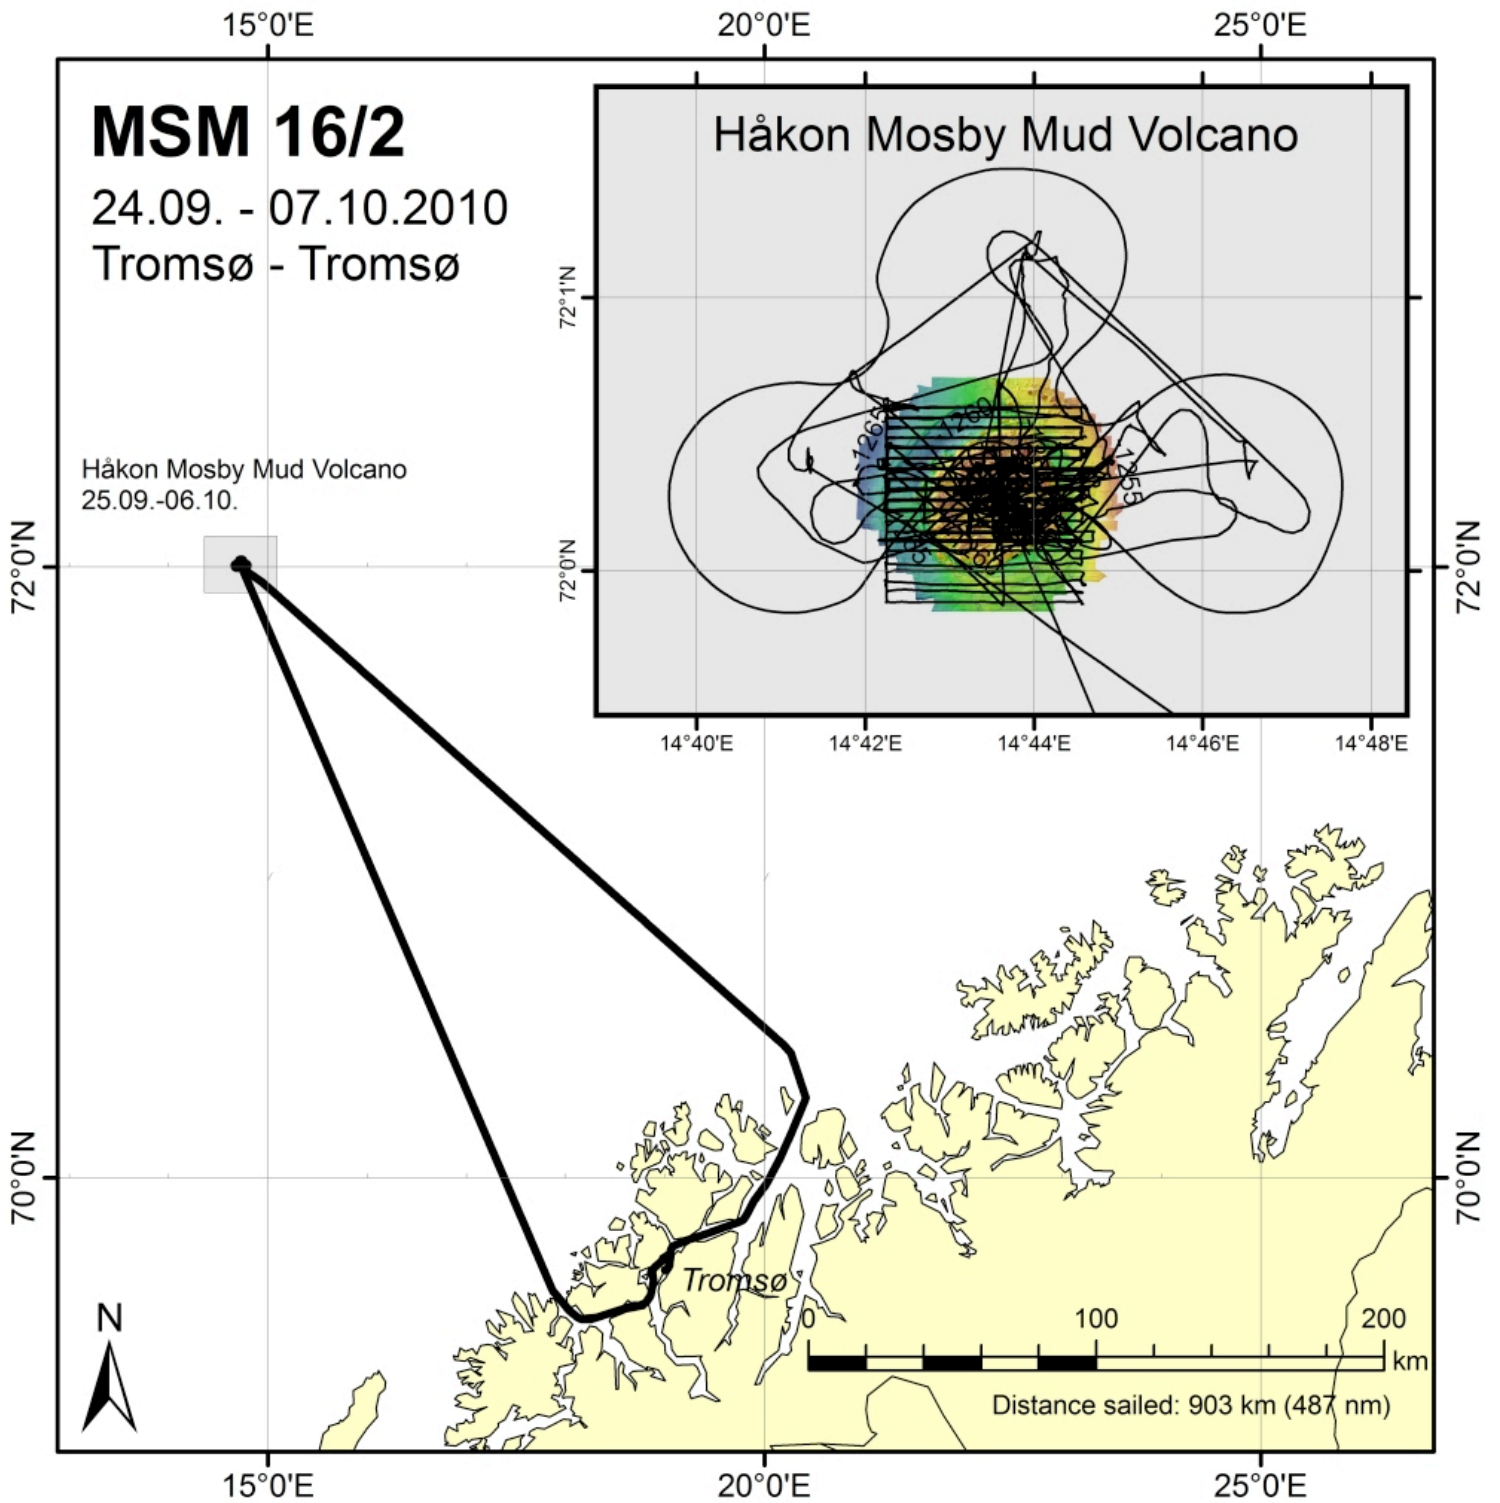 15°0'E 20°0'E 25°0'E
MSM 16/2
24.09. - 07.10.2010
Tromsø - Tromsø
Håkon Mosby Mud Volcano
72°1'N
1265
1260
1255
72°0'N
14°40'E 14°42'E 14°44'E 14°46'E 14°48'E
Håkon Mosby Mud Volcano
25.09.-06.10.
72°0'N
72°0'N
70°0'N
70°0'N
Tromsø
N
0 100 200
km
Distance sailed: 903 km (487 nm)
15°0'E 20°0'E 25°0'E